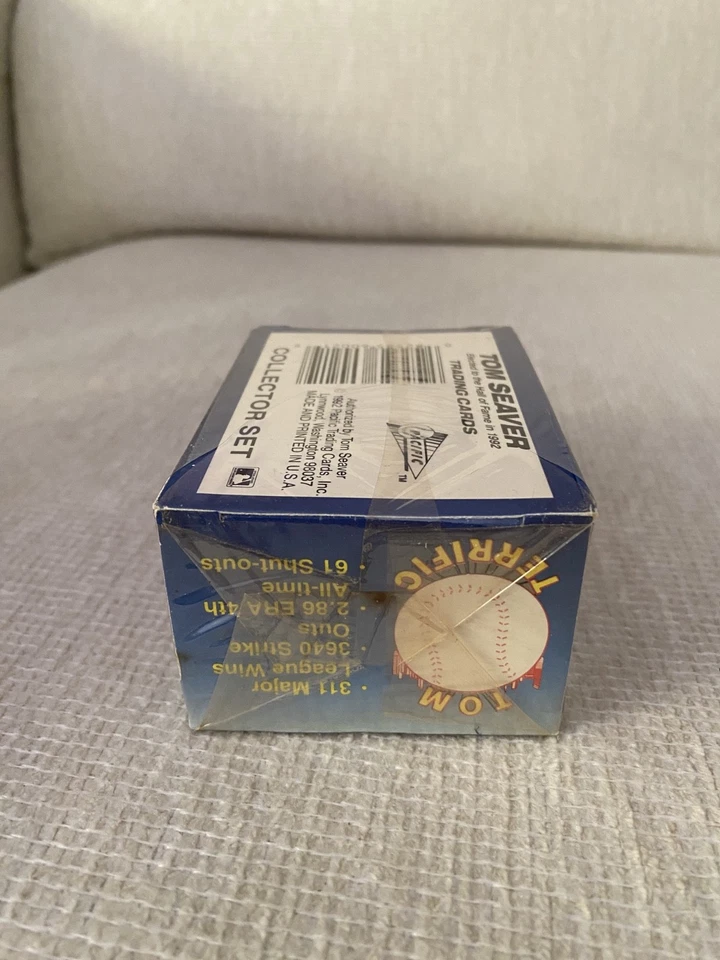 TOM SEAVER
Elected to the Hall of Fame in 1992
TRADING CARDS
PACIFIC
TM
Authorized by Tom Seaver
© 1992 Pacific Trading Cards, Inc.
Lynnwood, Washington 98037
MADE AND PRINTED IN U.S.A.
COLLECTOR SET
TOM
TERRIFIC
• 311 Major
League Wins
• 3640 Strike
Outs
• 2.86 ERA 4th
All-time
• 61 Shut-outs